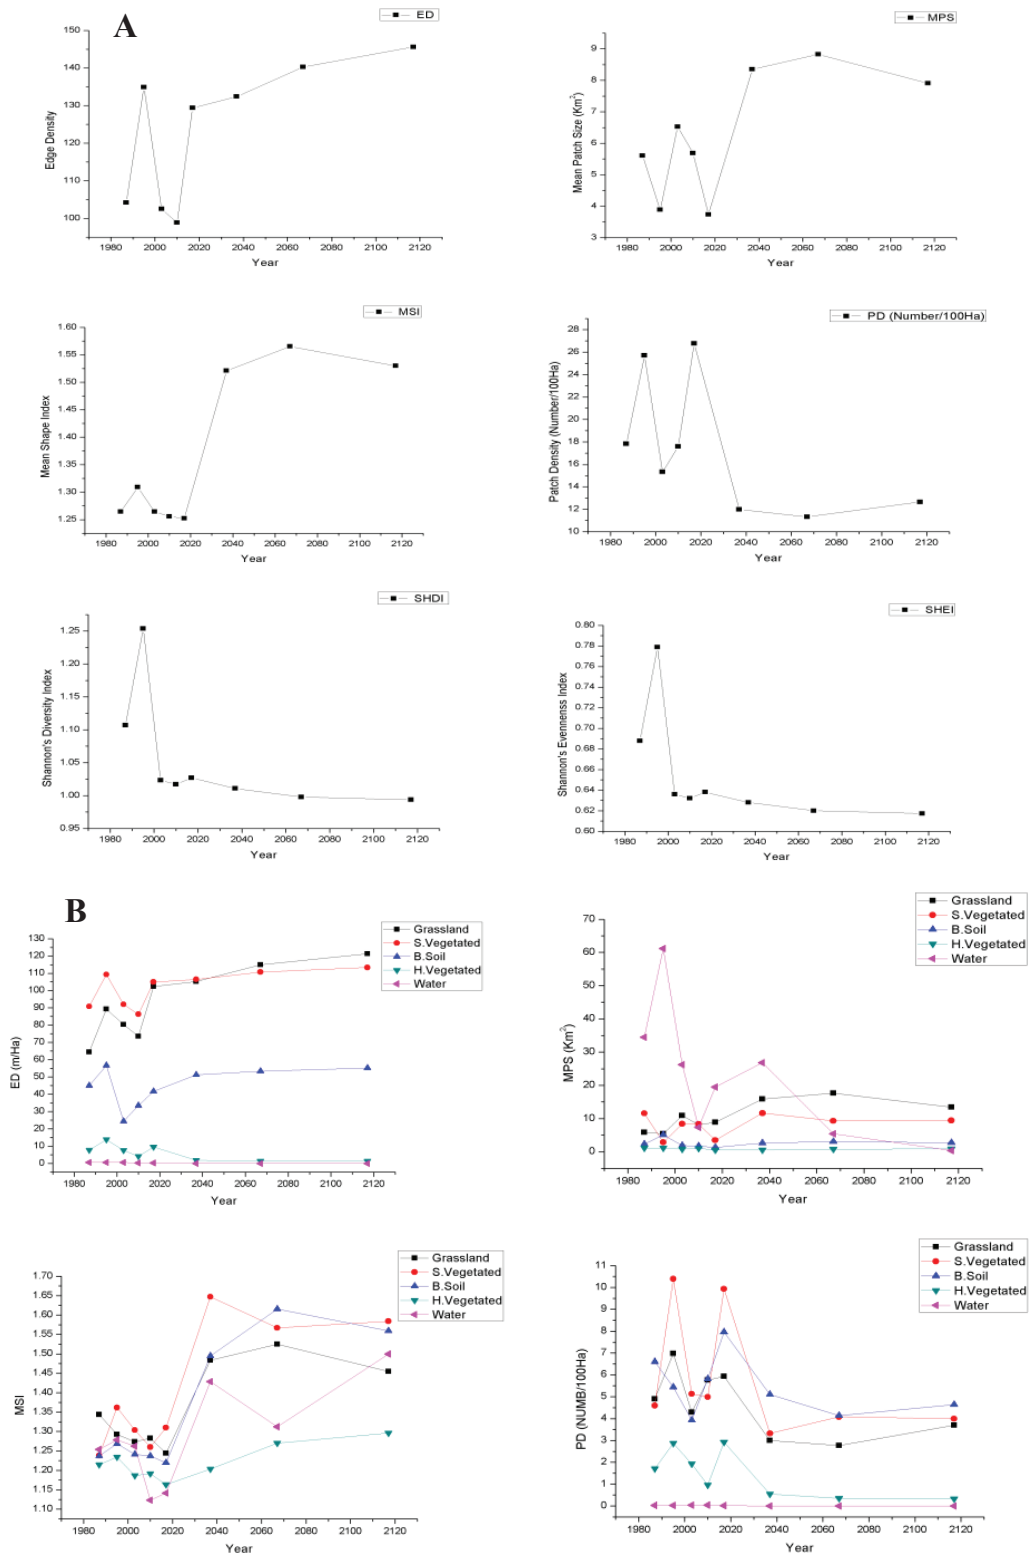 A
ED
150
140
130
120
110
100
Edge Density
1980 2000 2020 2040 2060 2080 2100 2120
Year
MPS
9
8
7
6
5
4
3
Mean Patch Size (Km²)
1980 2000 2020 2040 2060 2080 2100 2120
Year
MSI
1.60
1.55
1.50
1.45
1.40
1.35
1.30
1.25
Mean Shape Index
1980 2000 2020 2040 2060 2080 2100 2120
Year
PD (Number/100Ha)
28
26
24
22
20
18
16
14
12
10
Patch Density (Number/100Ha)
1980 2000 2020 2040 2060 2080 2100 2120
Year
SHDI
1.25
1.20
1.15
1.10
1.05
1.00
0.95
Shannon's Diversity Index
1980 2000 2020 2040 2060 2080 2100 2120
Year
SHEI
0.80
0.78
0.76
0.74
0.72
0.70
0.68
0.66
0.64
0.62
0.60
Shannon's Evennenss Index
1980 2000 2020 2040 2060 2080 2100 2120
Year
B
Grassland
S.Vegetated
B.Soil
H.Vegetated
Water
130
120
110
100
90
80
70
60
50
40
30
20
10
0
ED (m/Ha)
1980 2000 2020 2040 2060 2080 2100 2120
Year
Grassland
S.Vegetated
B.Soil
H.Vegetated
Water
70
60
50
40
30
20
10
0
MPS (Km²)
1980 2000 2020 2040 2060 2080 2100 2120
Year
Grassland
S.Vegetated
B.Soil
H.Vegetated
Water
1.70
1.65
1.60
1.55
1.50
1.45
1.40
1.35
1.30
1.25
1.20
1.15
1.10
MSI
1980 2000 2020 2040 2060 2080 2100 2120
Year
Grassland
S.Vegetated
B.Soil
H.Vegetated
Water
11
10
9
8
7
6
5
4
3
2
1
0
PD (NUMB/100Ha)
1980 2000 2020 2040 2060 2080 2100 2120
Year